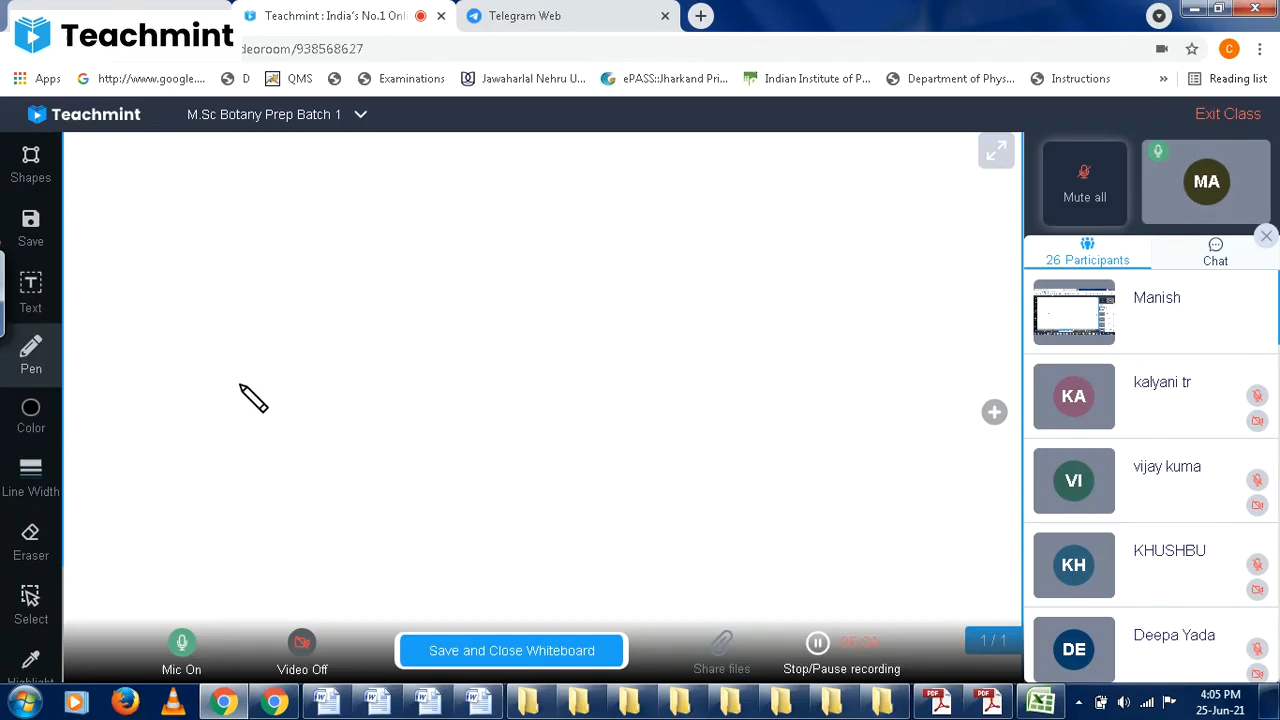 Teachmint
Teachmint : India's No.1 Onl
Telegram Web
deoroom/938568627
C
Apps
http://www.google....
D
QMS
Examinations
Jawaharlal Nehru U...
ePASS::Jharkand Pri...
Indian Institute of P...
Department of Phys...
Instructions
»
Reading list
Teachmint
M.Sc Botany Prep Batch 1
Exit Class
Shapes
Save
Text
Pen
Color
Line Width
Eraser
Select
Highlight
Mute all
MA
26 Participants
Chat
Manish
KA
kalyani tr
VI
vijay kuma
KH
KHUSHBU
DE
Deepa Yada
Mic On
Video Off
Save and Close Whiteboard
Share files
Stop/Pause recording
1 / 1
PDF
PDF
4:05 PM
25-Jun-21